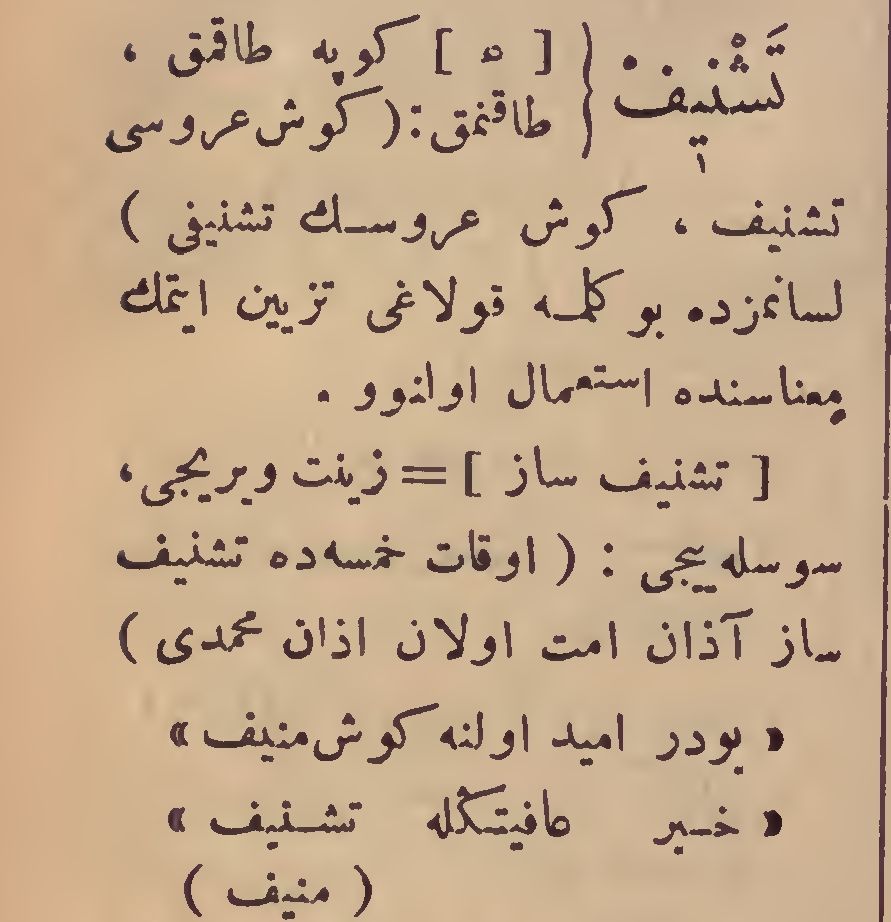 تَشْنِيفْ { [ ه ] كوپه طاقمق ،
طاقنمق : ( كوش عروسى
تشنيف ، كوش عروسك تشنيفى )
لسانمزده بو كلمه قولاغى تزيين ايتمك
معناسنده استعمال اولنور .
[ تشنيف ساز ] = زينت ويريجى ،
سوسله ييجى : ( اوقات خمسه ده تشنيف
ساز آذان امت اولان اذان محمدى )
« بودر اميد اولنه كوش منيف »
« خبر عافيتكله تشنيف »
( منيف )